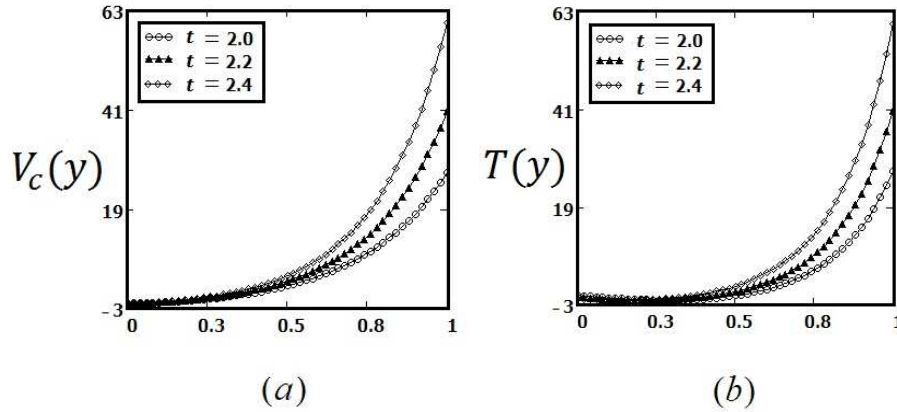 63
41
19
-3
V_c(y)
t = 2.0
t = 2.2
t = 2.4
0 0.3 0.5 0.8 1
(a)
63
41
19
-3
T(y)
t = 2.0
t = 2.2
t = 2.4
0 0.3 0.5 0.8 1
(b)